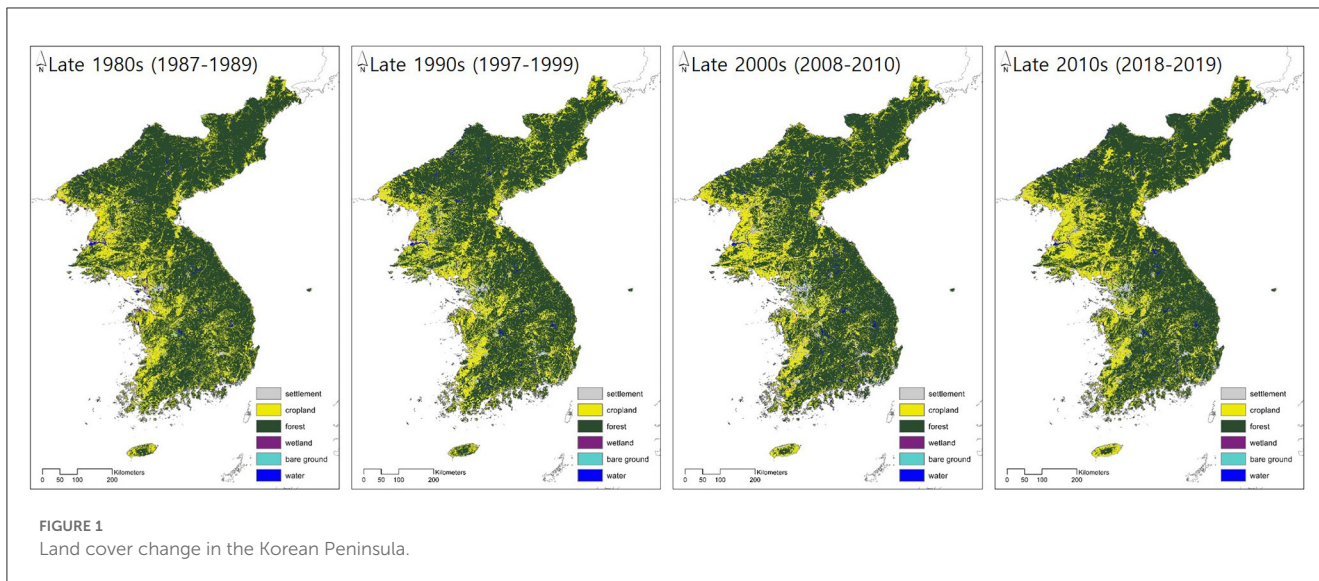 Late 1980s (1987-1989)
N
settlement
cropland
forest
wetland
bare ground
water
Kilometers
0 50 100 200
Late 1990s (1997-1999)
N
settlement
cropland
forest
wetland
bare ground
water
Kilometers
0 50 100 200
Late 2000s (2008-2010)
N
settlement
cropland
forest
wetland
bare ground
water
Kilometers
0 50 100 200
Late 2010s (2018-2019)
N
settlement
cropland
forest
wetland
bare ground
water
Kilometers
0 50 100 200
FIGURE 1
Land cover change in the Korean Peninsula.